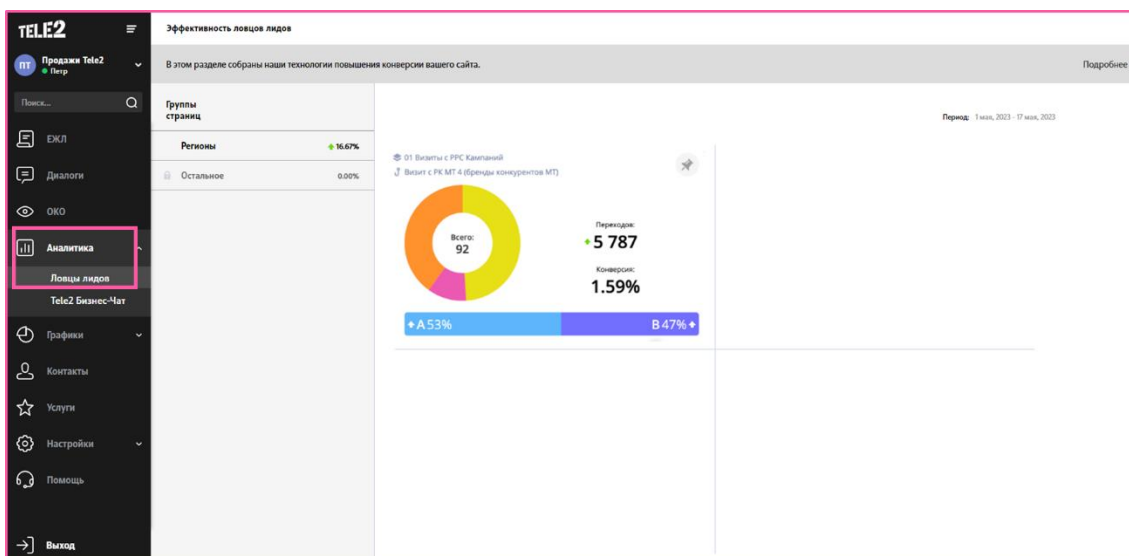 TELE2
Эффективность ловцов лидов
ПТ
Продажи Tele2
Петр
В этом разделе собраны наши технологии повышения конверсии вашего сайта.
Подробнее
Поиск...
ЕЖЛ
Диалоги
ОКО
Аналитика
Ловцы лидов
Tele2 Бизнес-Чат
Графики
Контакты
Услуги
Настройки
Помощь
Выход
Группы
страниц
Регионы 16.67%
Остальное 0.00%
Период: 1 мая, 2023 - 17 мая, 2023
01 Визиты с PPC Кампаний
Визит с РК МТ 4 (бренды конкурентов МТ)
Всего:
92
Переходов:
5 787
Конверсия:
1.59%
A 53% B 47%